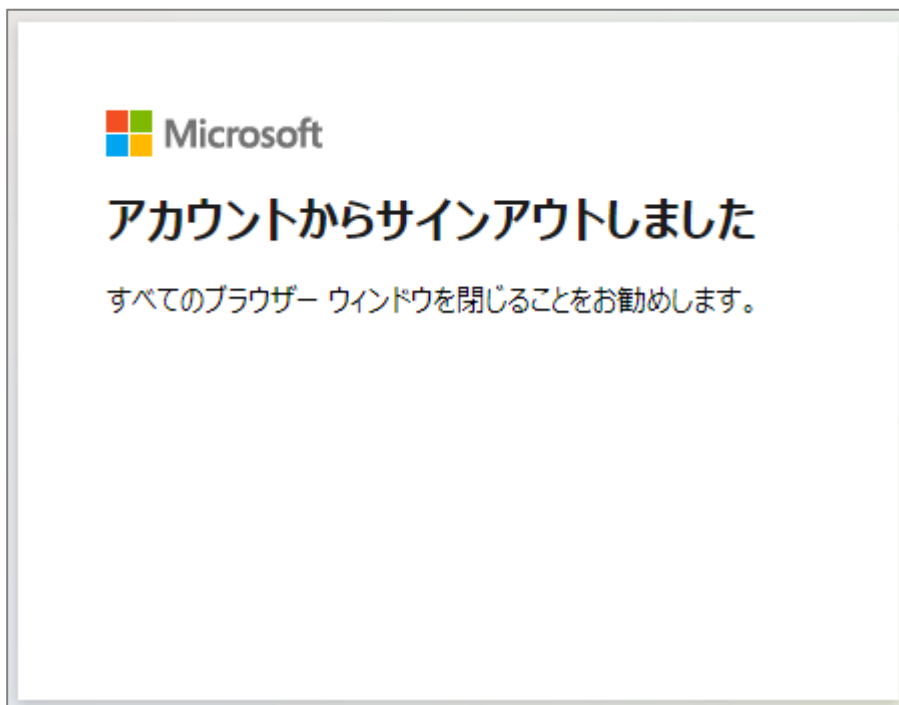 Microsoft
アカウントからサインアウトしました
すべてのブラウザー ウィンドウを閉じることをお勧めします。